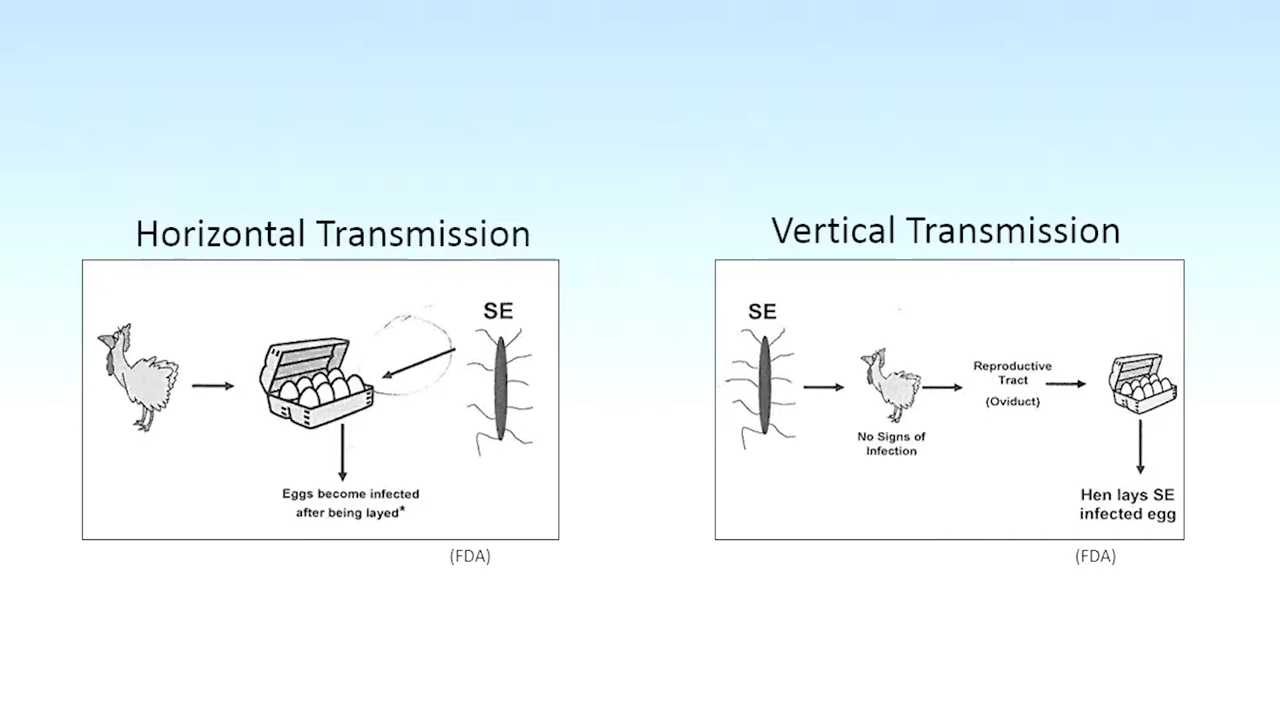 Horizontal Transmission
SE
Eggs become infected
after being layed*
(FDA)
Vertical Transmission
SE
No Signs of
Infection
Reproductive
Tract
(Oviduct)
Hen lays SE
infected egg
(FDA)